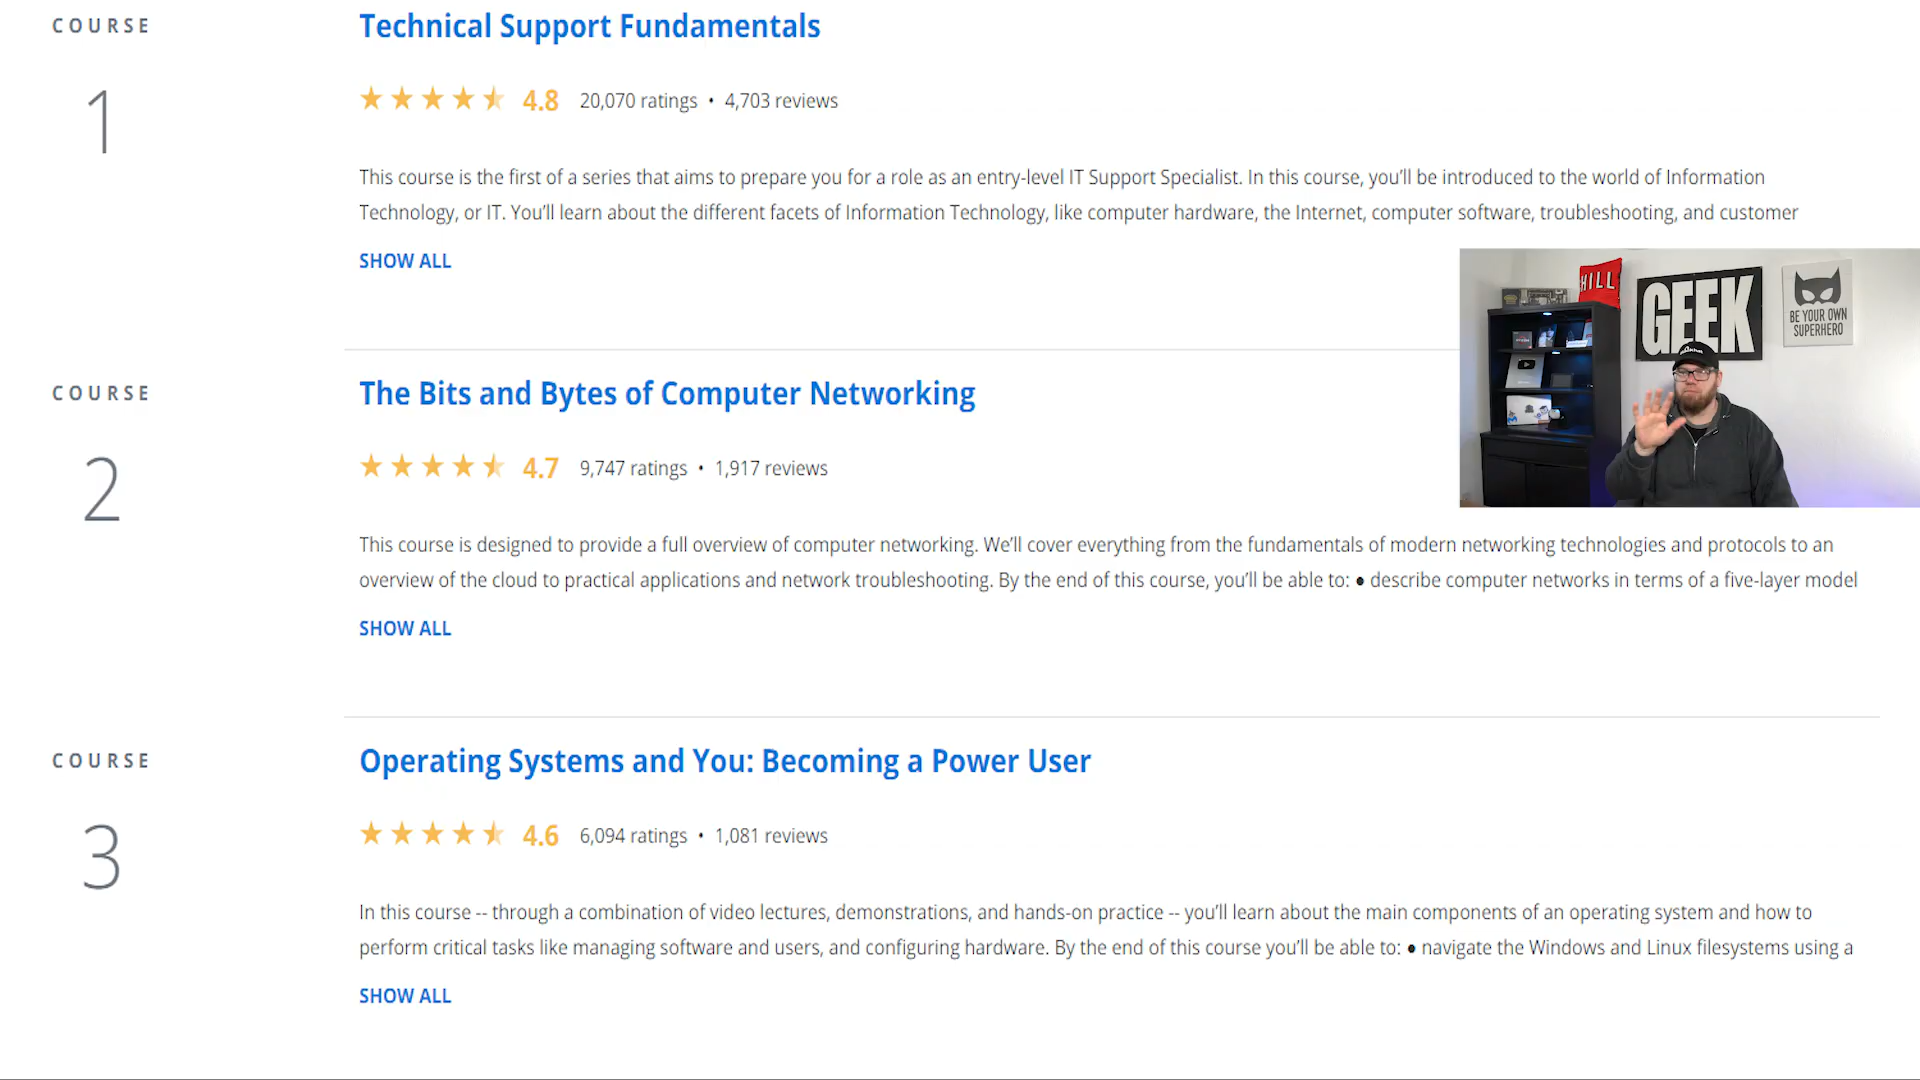 COURSE
1
Technical Support Fundamentals
4.8 20,070 ratings • 4,703 reviews
This course is the first of a series that aims to prepare you for a role as an entry-level IT Support Specialist. In this course, you'll be introduced to the world of Information
Technology, or IT. You'll learn about the different facets of Information Technology, like computer hardware, the Internet, computer software, troubleshooting, and customer
SHOW ALL
HILL
GEEK
BE YOUR OWN
SUPERHERO
COURSE
2
The Bits and Bytes of Computer Networking
4.7 9,747 ratings • 1,917 reviews
This course is designed to provide a full overview of computer networking. We'll cover everything from the fundamentals of modern networking technologies and protocols to an
overview of the cloud to practical applications and network troubleshooting. By the end of this course, you'll be able to: ● describe computer networks in terms of a five-layer model
SHOW ALL
COURSE
3
Operating Systems and You: Becoming a Power User
4.6 6,094 ratings • 1,081 reviews
In this course -- through a combination of video lectures, demonstrations, and hands-on practice -- you'll learn about the main components of an operating system and how to
perform critical tasks like managing software and users, and configuring hardware. By the end of this course you'll be able to: ● navigate the Windows and Linux filesystems using a
SHOW ALL